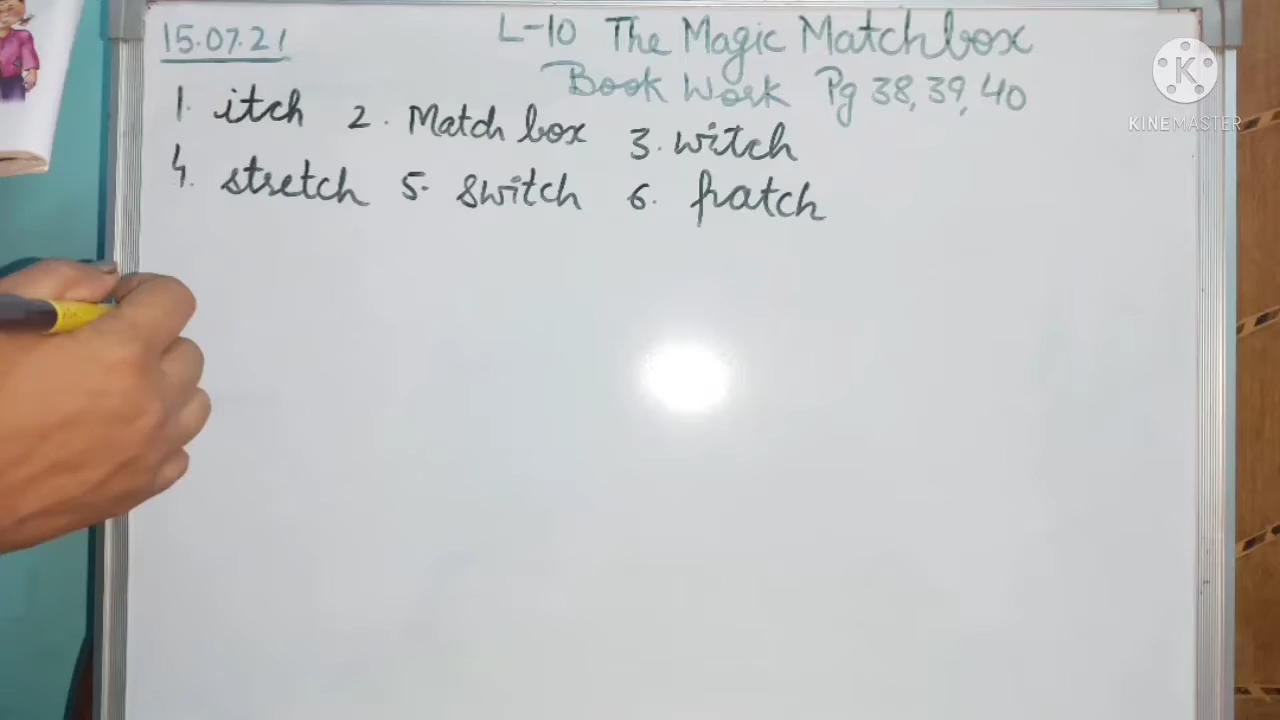 15.07.21 L-10 The Magic Matchbox
Book Work Pg 38, 39, 40
1. itch 2. Match box 3. witch
4. stretch 5. switch 6. hatch
K
KINEMASTER